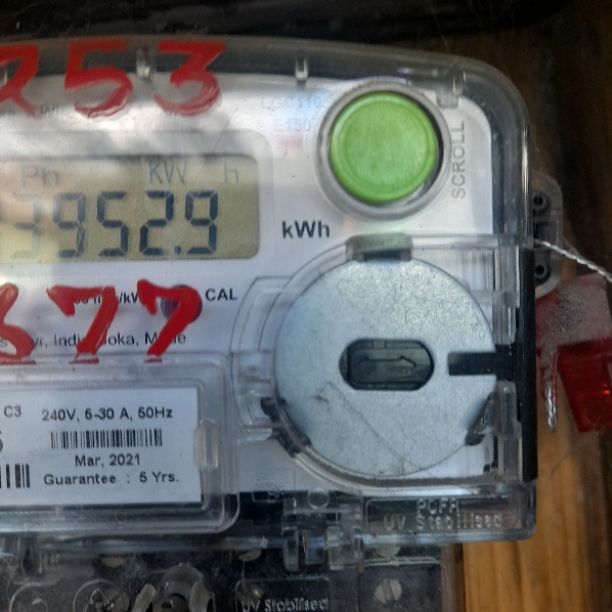 253
SCROLL
Ph KW h
3952.9
kWh
CAL
677
C3 240V, 5-30 A, 50Hz
Mar, 2021
Guarantee : 5 Yrs.
UV Stabilised
UV Stabilised